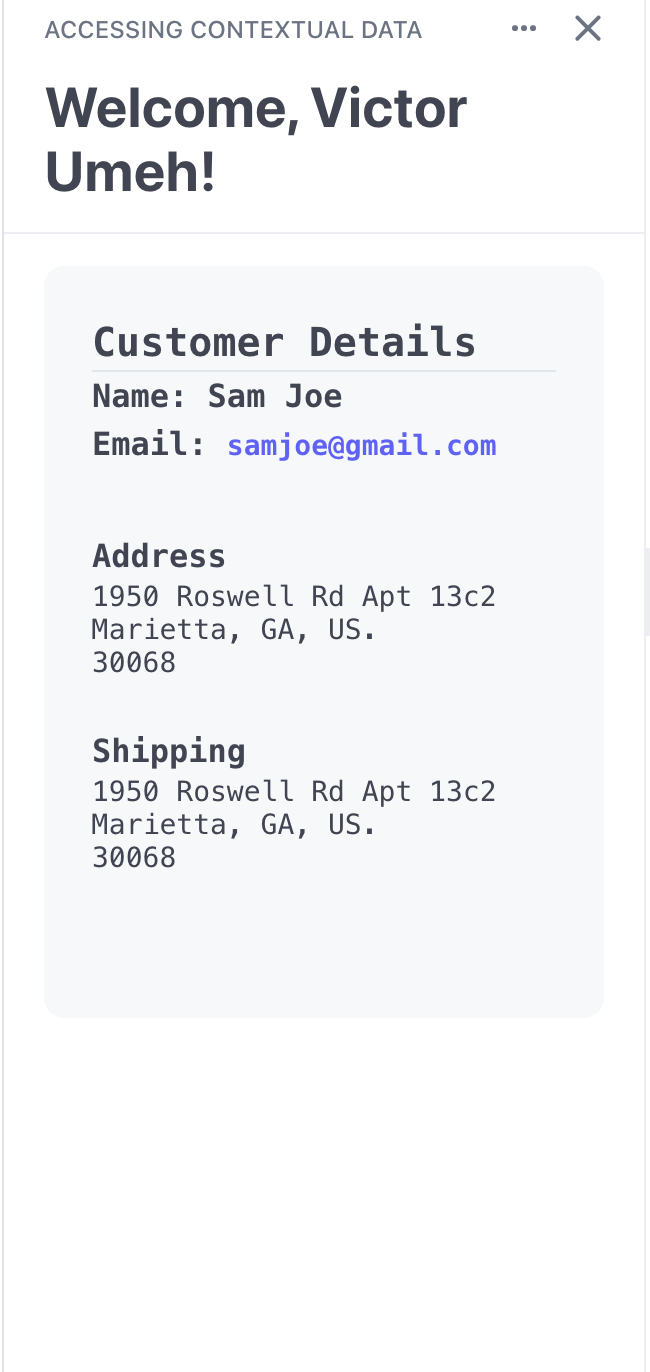 ACCESSING CONTEXTUAL DATA
Welcome, Victor
Umeh!
Customer Details
Name: Sam Joe
Email: samjoe@gmail.com
Address
1950 Roswell Rd Apt 13c2
Marietta, GA, US.
30068
Shipping
1950 Roswell Rd Apt 13c2
Marietta, GA, US.
30068